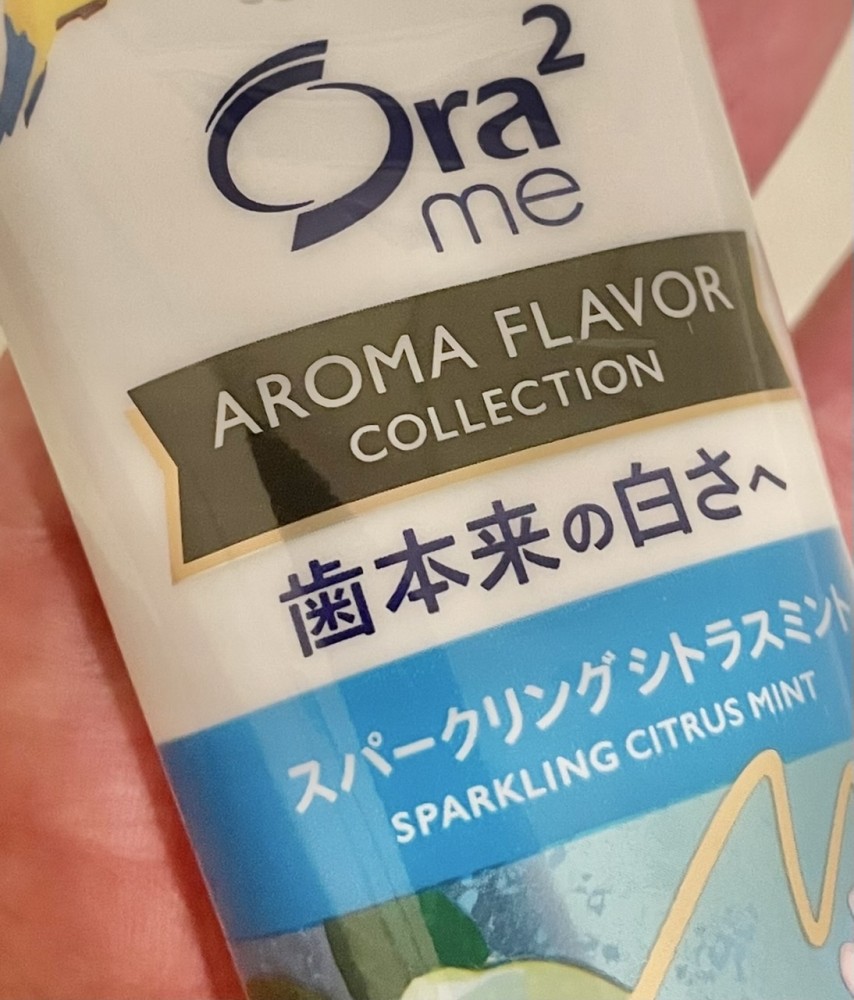 Ora²
me
AROMA FLAVOR
COLLECTION
歯本来の白さへ
スパークリング シトラスミント
SPARKLING CITRUS MINT